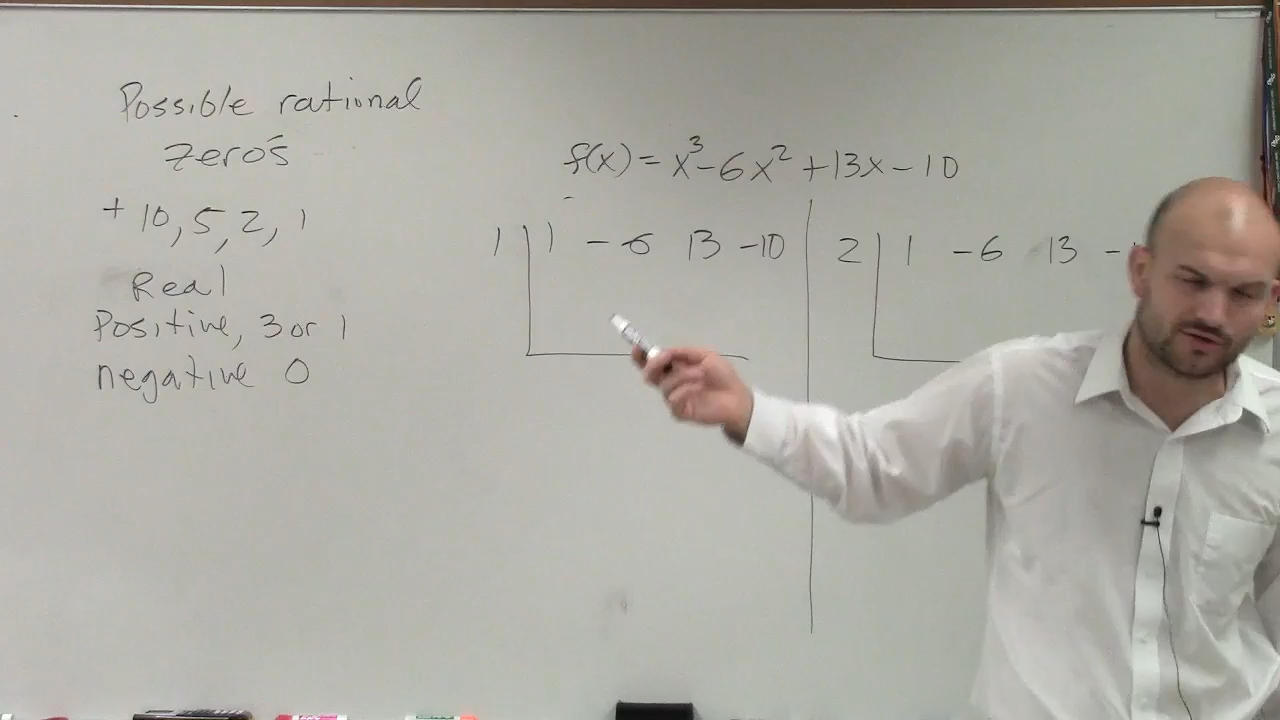 Possible rational
zero's
+ 10, 5, 2, 1
Real
Positive, 3 or 1
negative 0
f(x) = x³ - 6x² + 13x - 10
1 | 1 - 6 13 -10
2 | 1 - 6 13 -